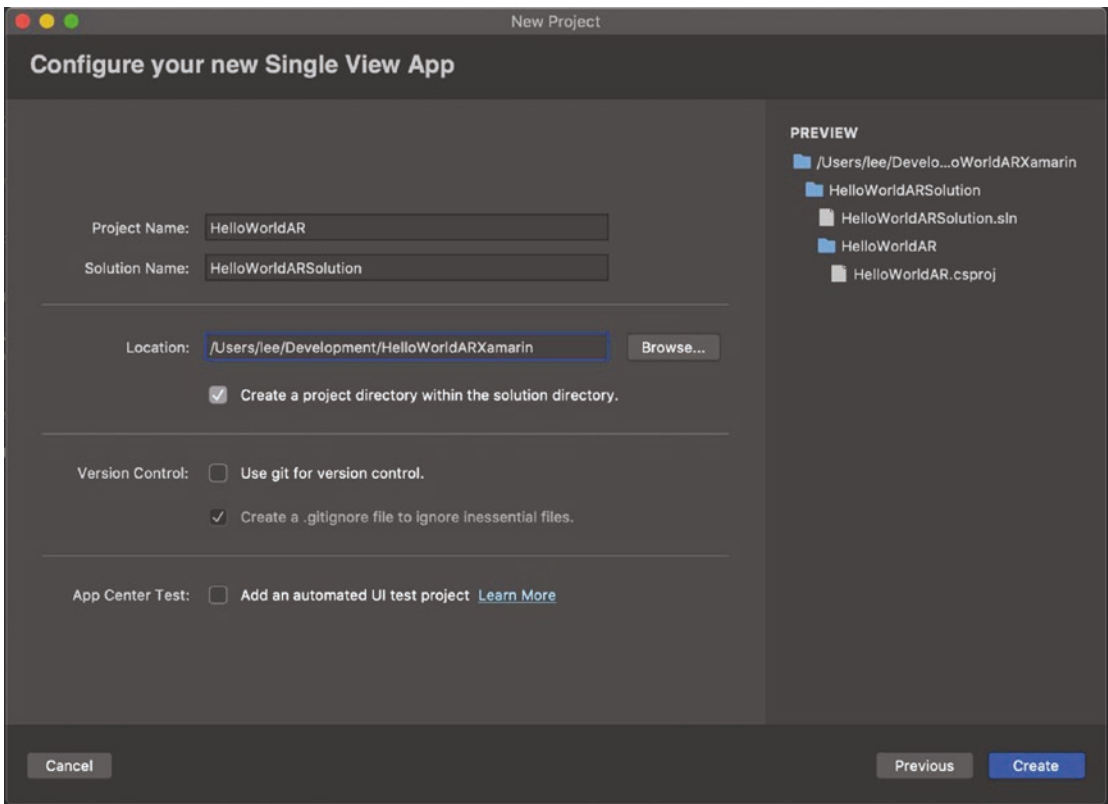 New Project
Configure your new Single View App
Project Name: HelloWorldAR
Solution Name: HelloWorldARSolution
Location: /Users/lee/Development/HelloWorldARXamarin Browse...
Create a project directory within the solution directory.
Version Control: Use git for version control.
Create a .gitignore file to ignore inessential files.
App Center Test: Add an automated UI test project Learn More
PREVIEW
/Users/lee/Develo...oWorldARXamarin
HelloWorldARSolution
HelloWorldARSolution.sln
HelloWorldAR
HelloWorldAR.csproj
Cancel Previous Create